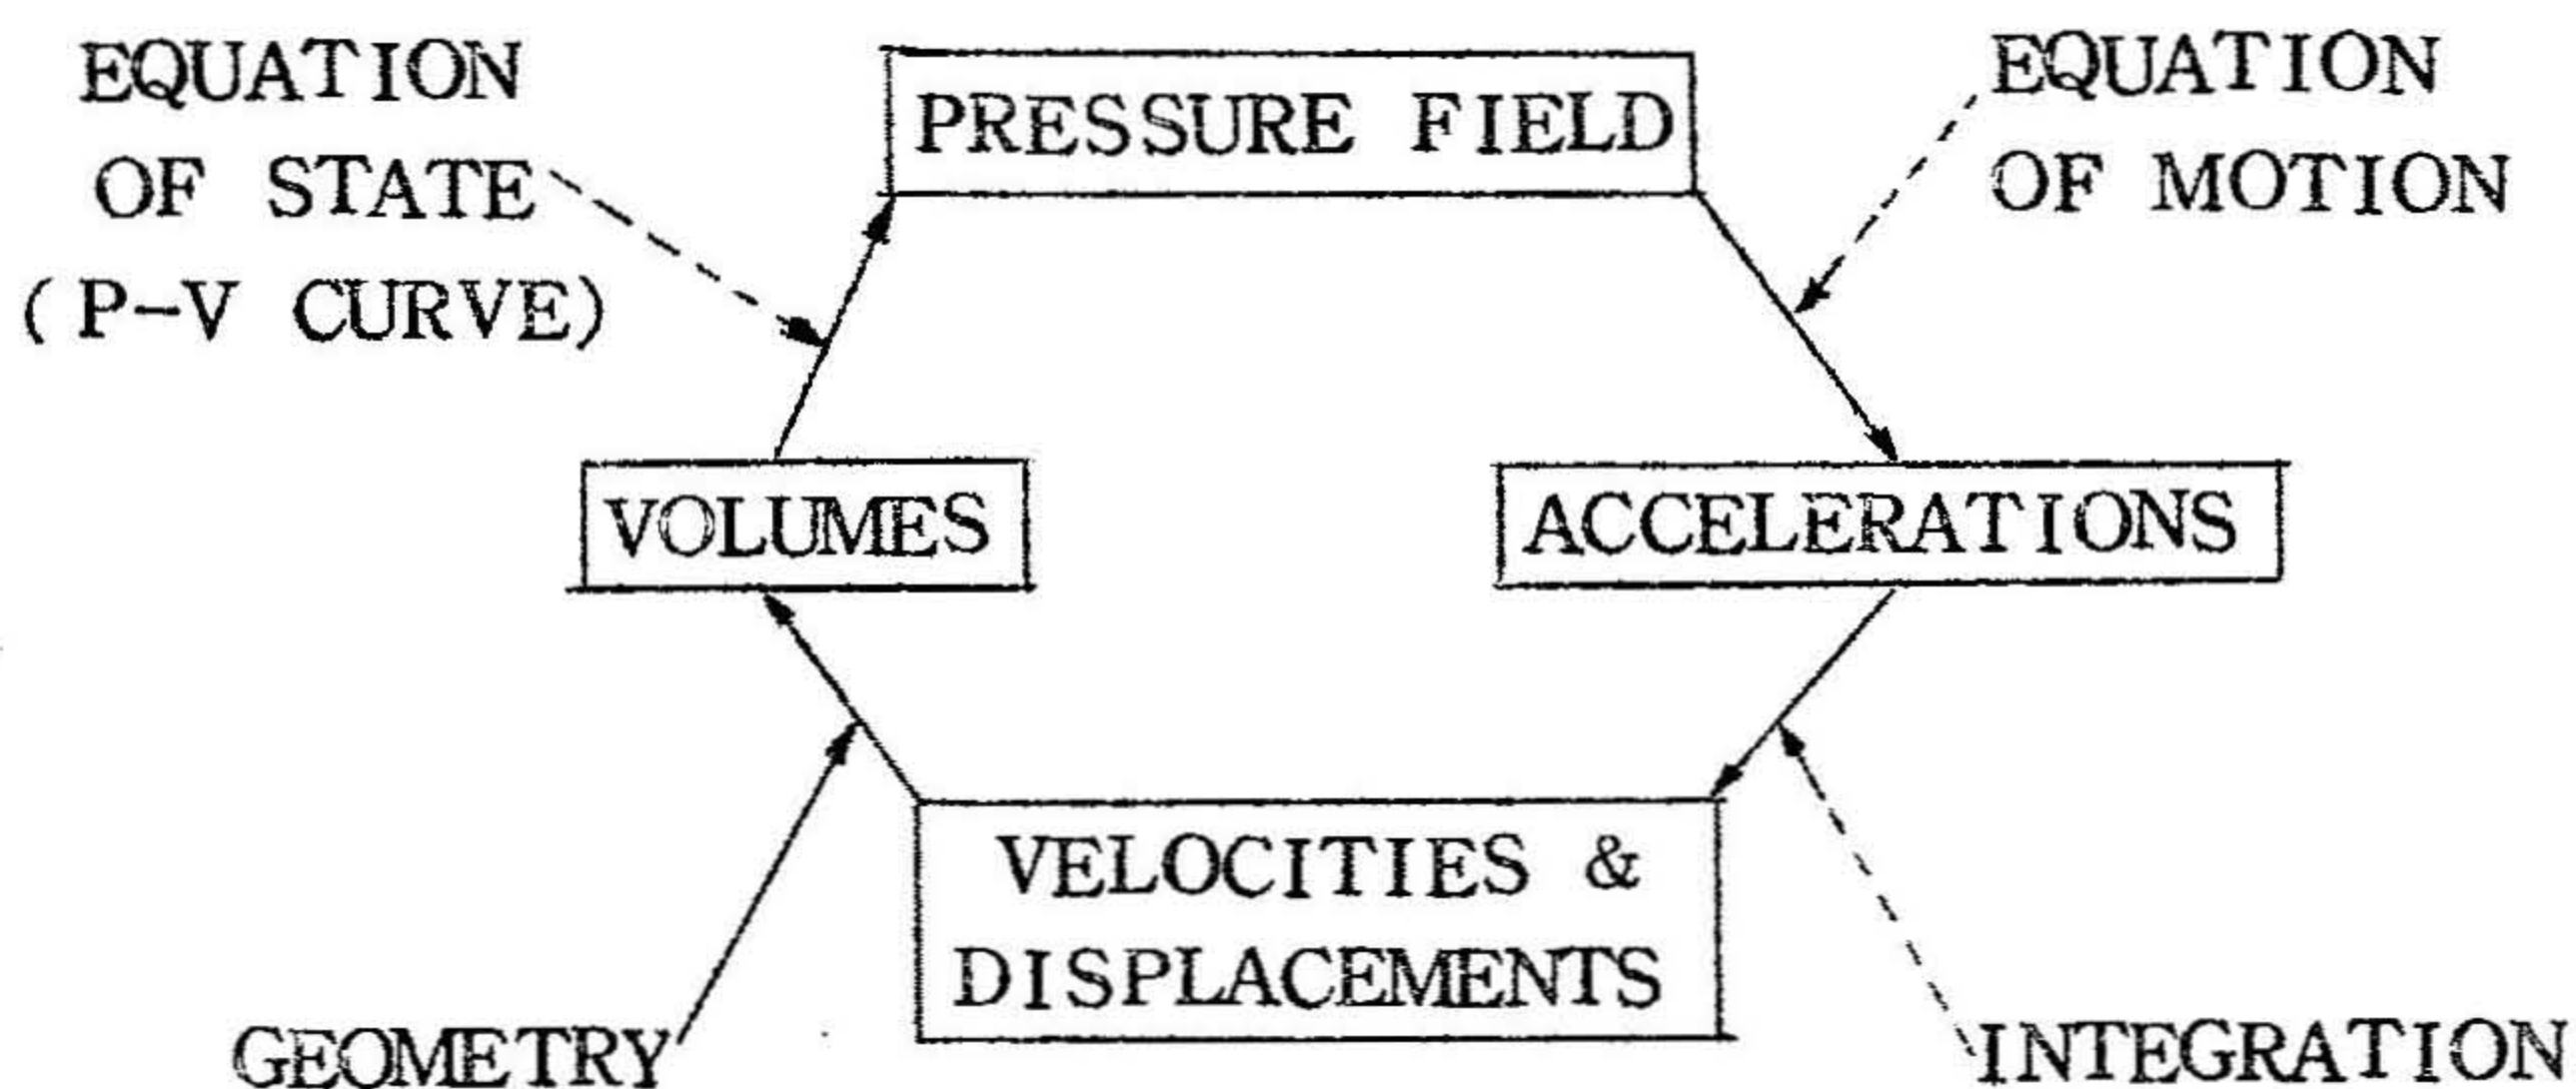 EQUATION
OF STATE
(P-V CURVE)
PRESSURE FIELD
EQUATION
OF MOTION
VOLUMES
ACCELERATIONS
VELOCITIES &
DISPLACEMENTS
GEOMETRY
INTEGRATION